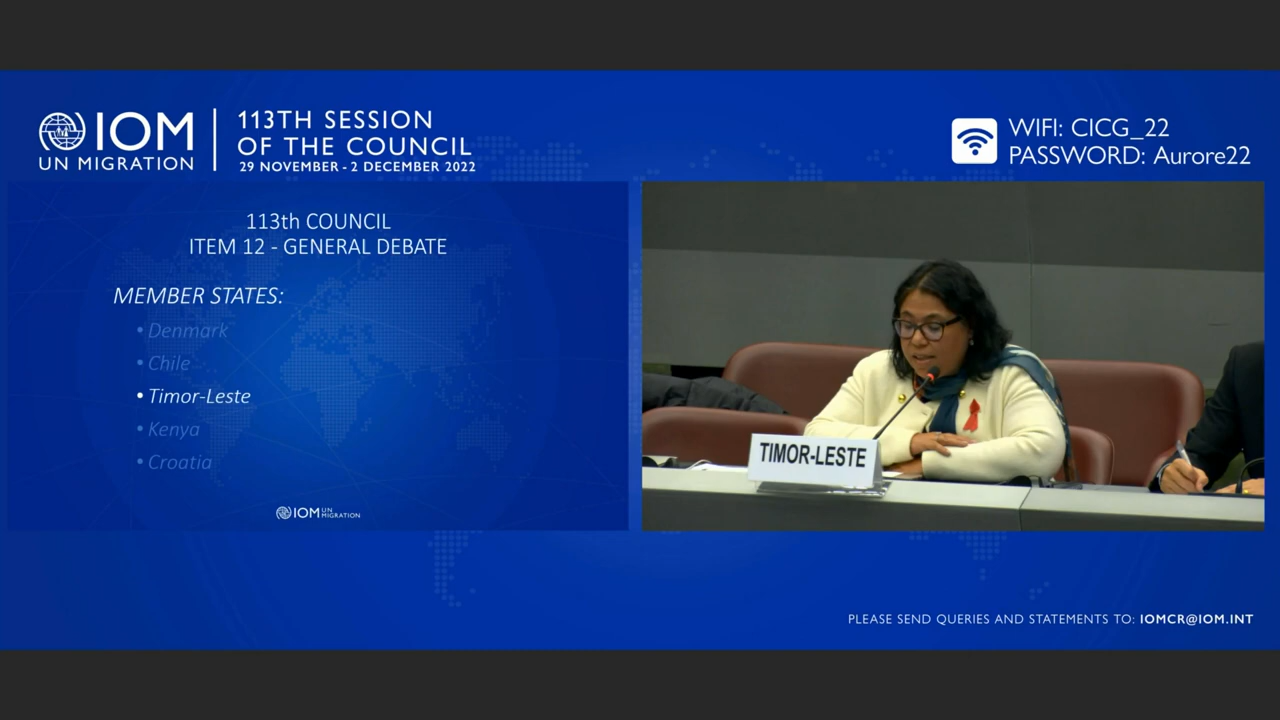 IOM
UN MIGRATION
113TH SESSION
OF THE COUNCIL
29 NOVEMBER - 2 DECEMBER 2022
WIFI: CICG_22
PASSWORD: Aurore22
113th COUNCIL
ITEM 12 - GENERAL DEBATE
MEMBER STATES:
• Denmark
• Chile
• Timor-Leste
• Kenya
• Croatia
IOM UN MIGRATION
TIMOR-LESTE
PLEASE SEND QUERIES AND STATEMENTS TO: IOMCR@IOM.INT